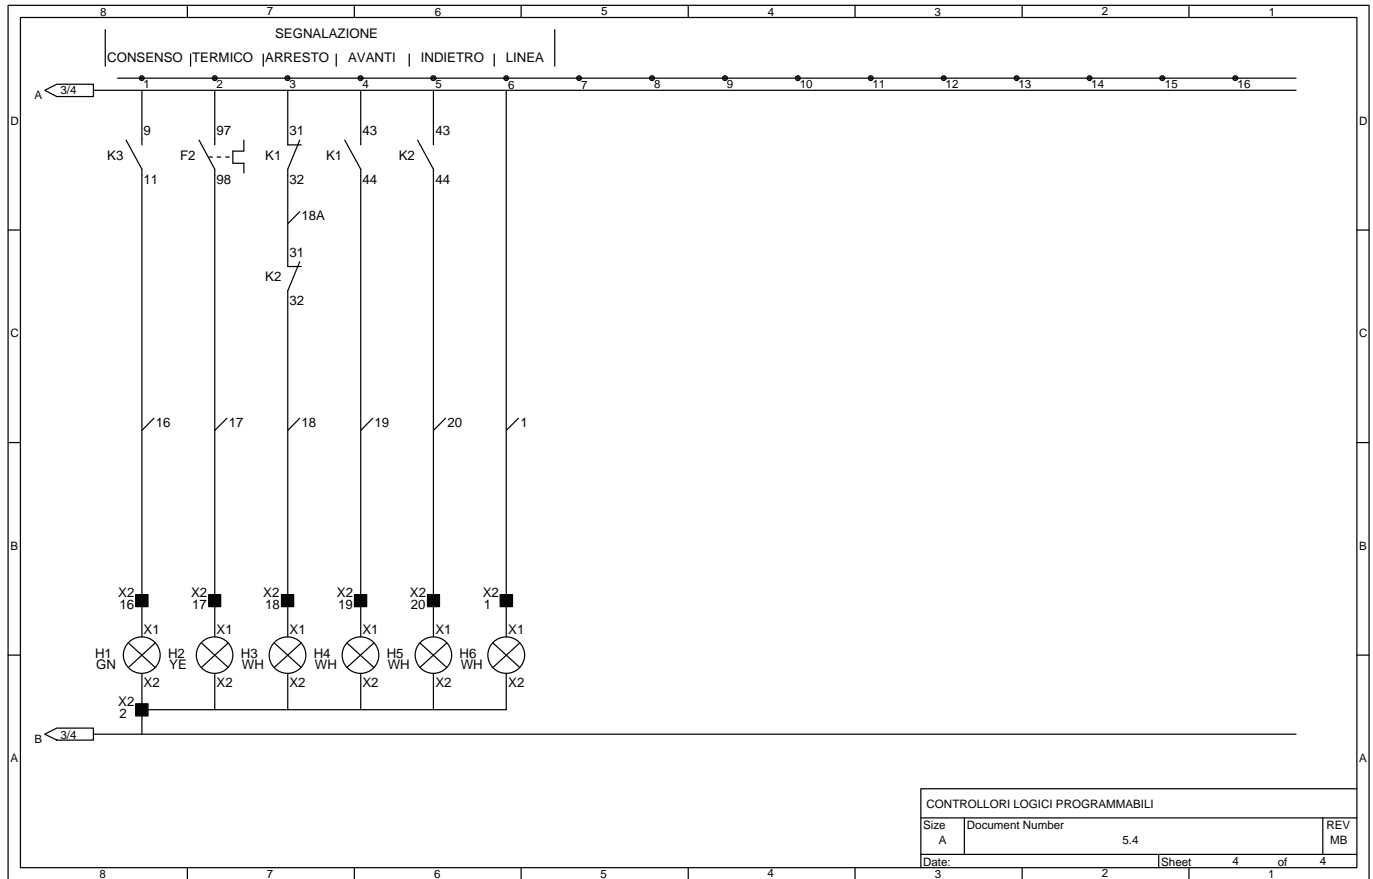 8 7 6 5 4 3 2 1
SEGNALAZIONE
CONSENSO TERMICO ARRESTO AVANTI INDIETRO LINEA
1 2 3 4 5 6 7 8 9 10 11 12 13 14 15 16
A 3/4
D D
9 97 31 43 43
K3 F2 K1 K1 K2
11 98 32 44 44
18A
31
K2
32
C C
16 17 18 19 20 1
B B
X2 X2 X2 X2 X2 X2
16 17 18 19 20 1
X1 X1 X1 X1 X1 X1
H1 H2 H3 H4 H5 H6
GN YE WH WH WH WH
X2 X2 X2 X2 X2 X2
X2
2
B 3/4
A A
CONTROLLORI LOGICI PROGRAMMABILI
Size Document Number REV
A 5.4 MB
Date: Sheet 4 of 4
8 7 6 5 4 3 2 1